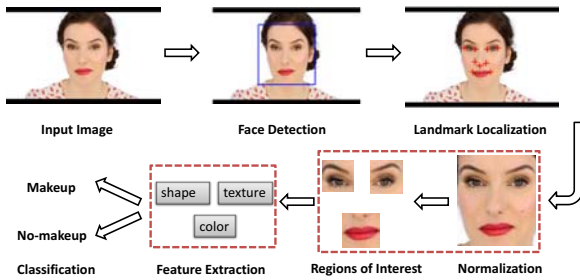 Input Image
Face Detection
Landmark Localization
Makeup
No-makeup
shape
texture
color
Classification
Feature Extraction
Regions of Interest
Normalization